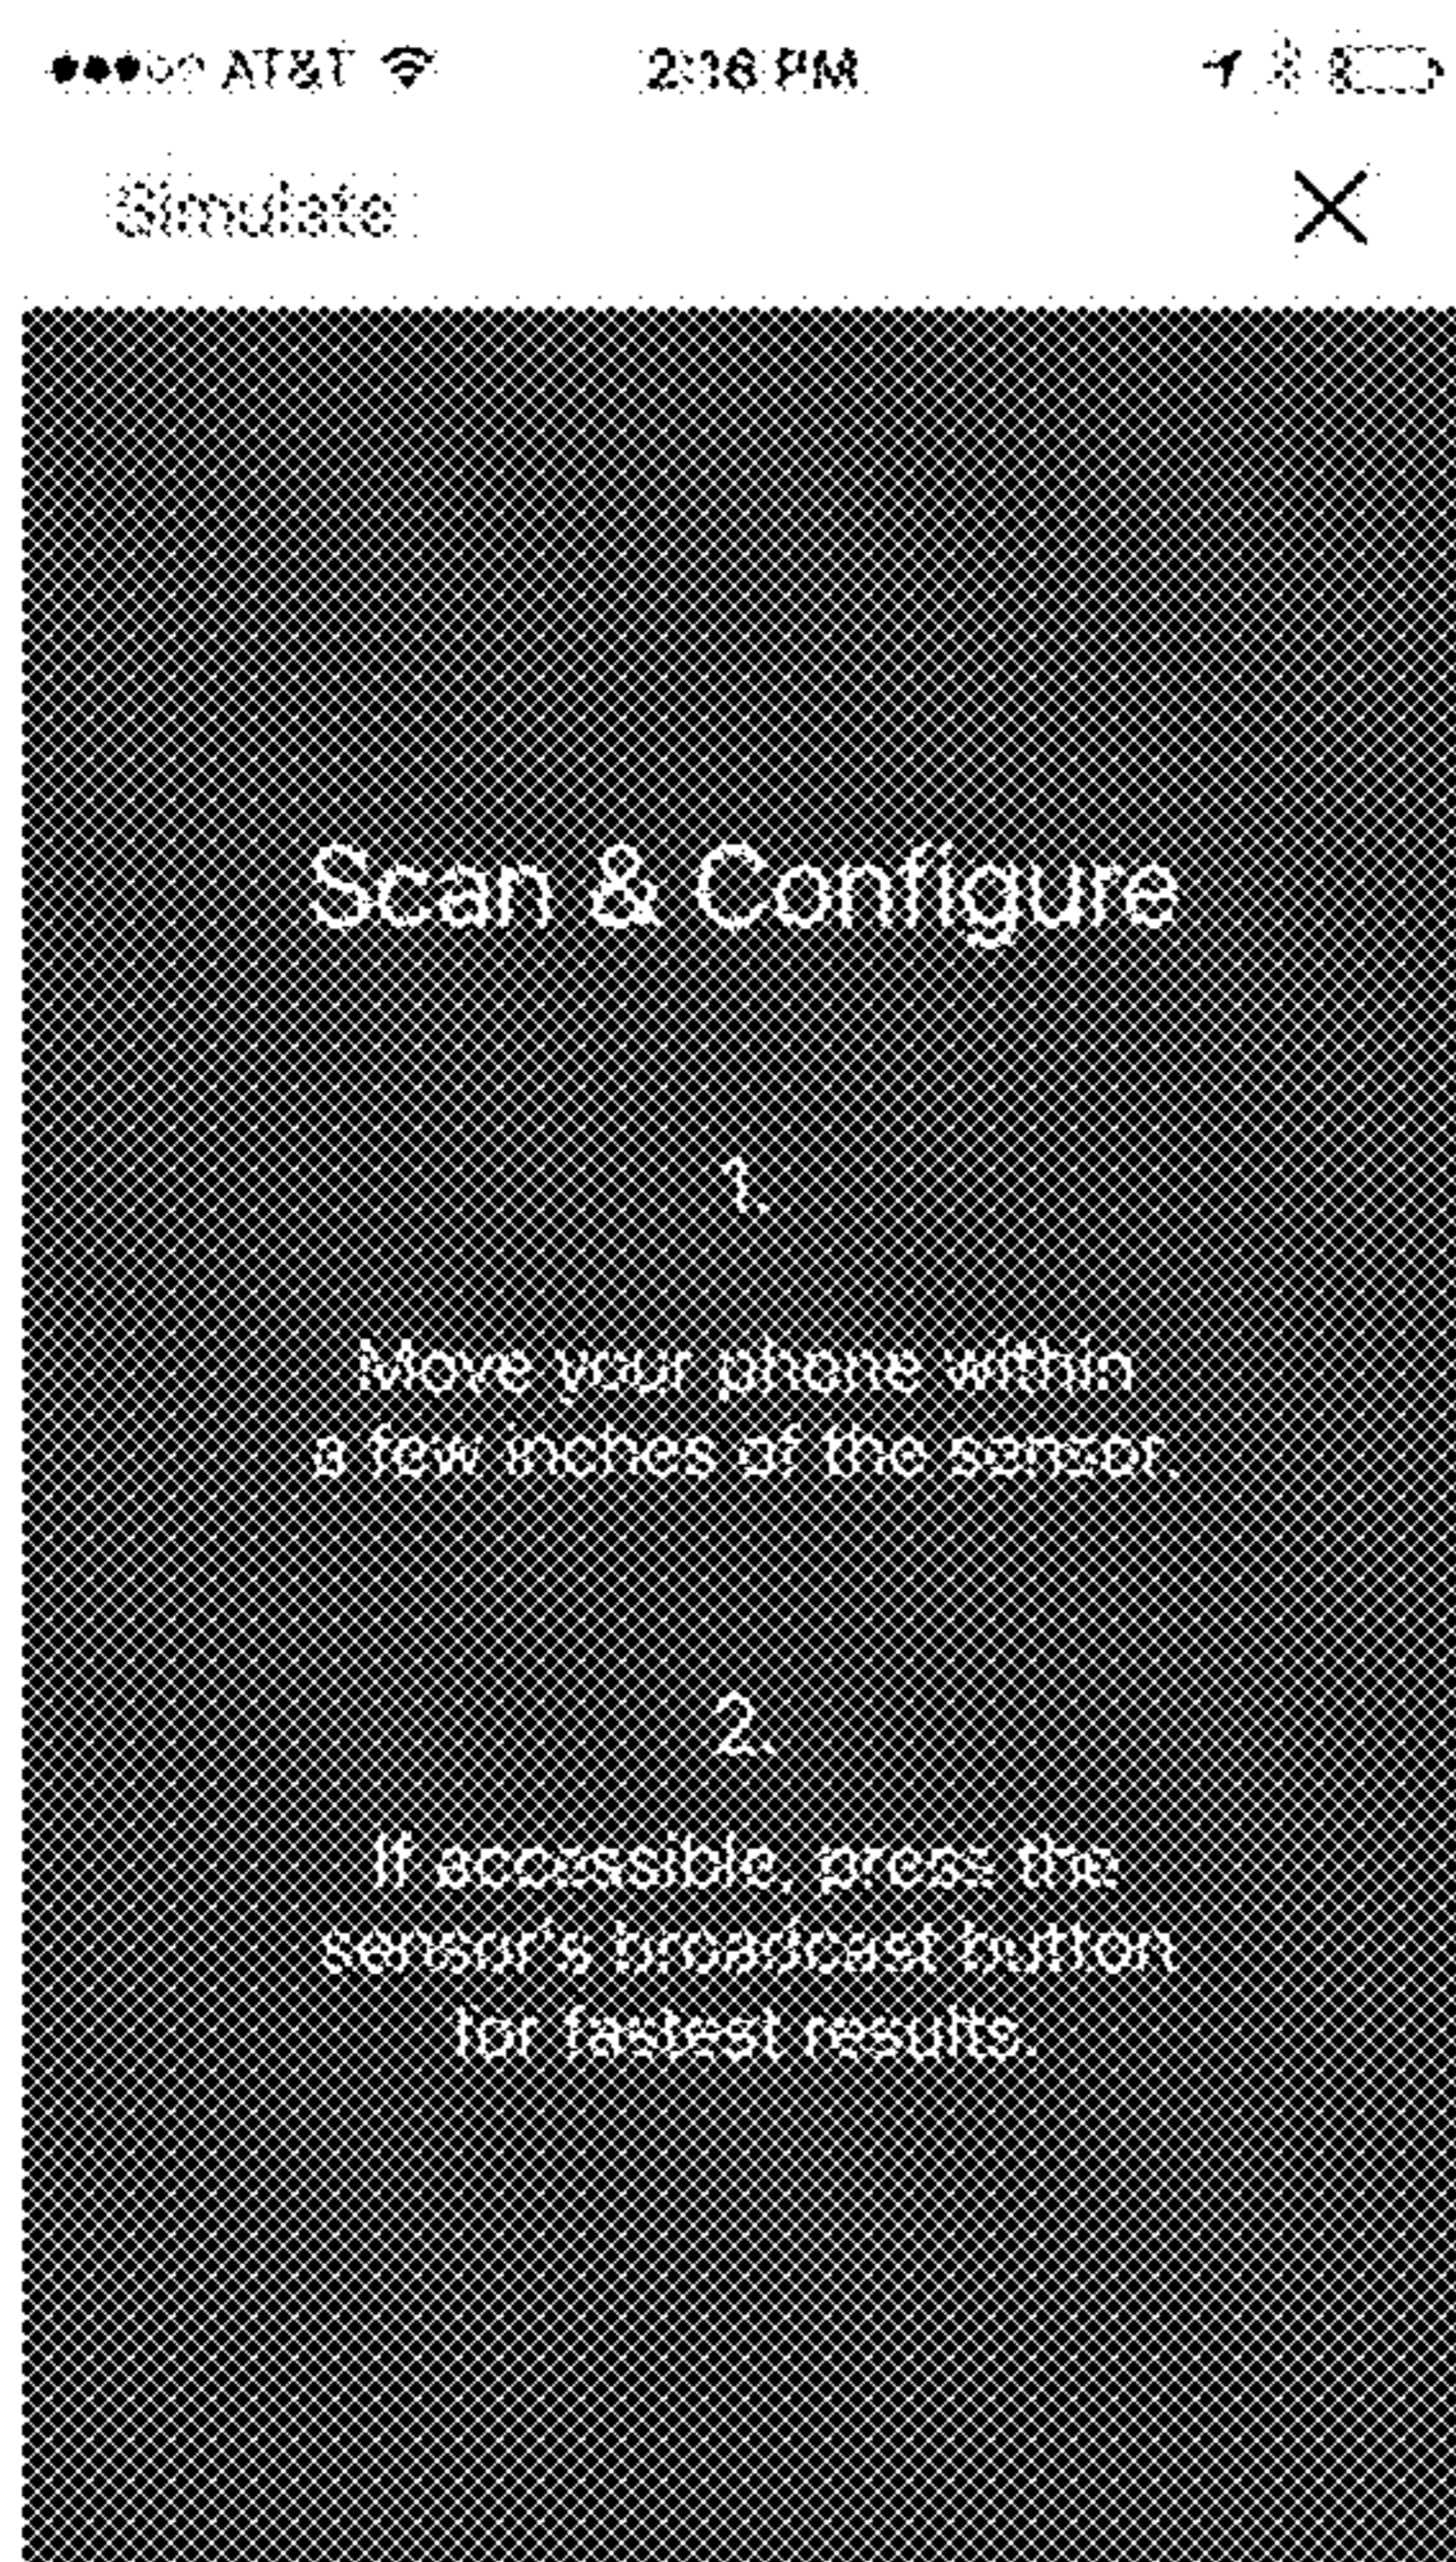 AT&T 2:16 PM
Simulate
Scan & Configure
1.
Move your phone within
a few inches of the sensor.
2.
If accessible, press the
sensor's broadcast button
for fastest results.